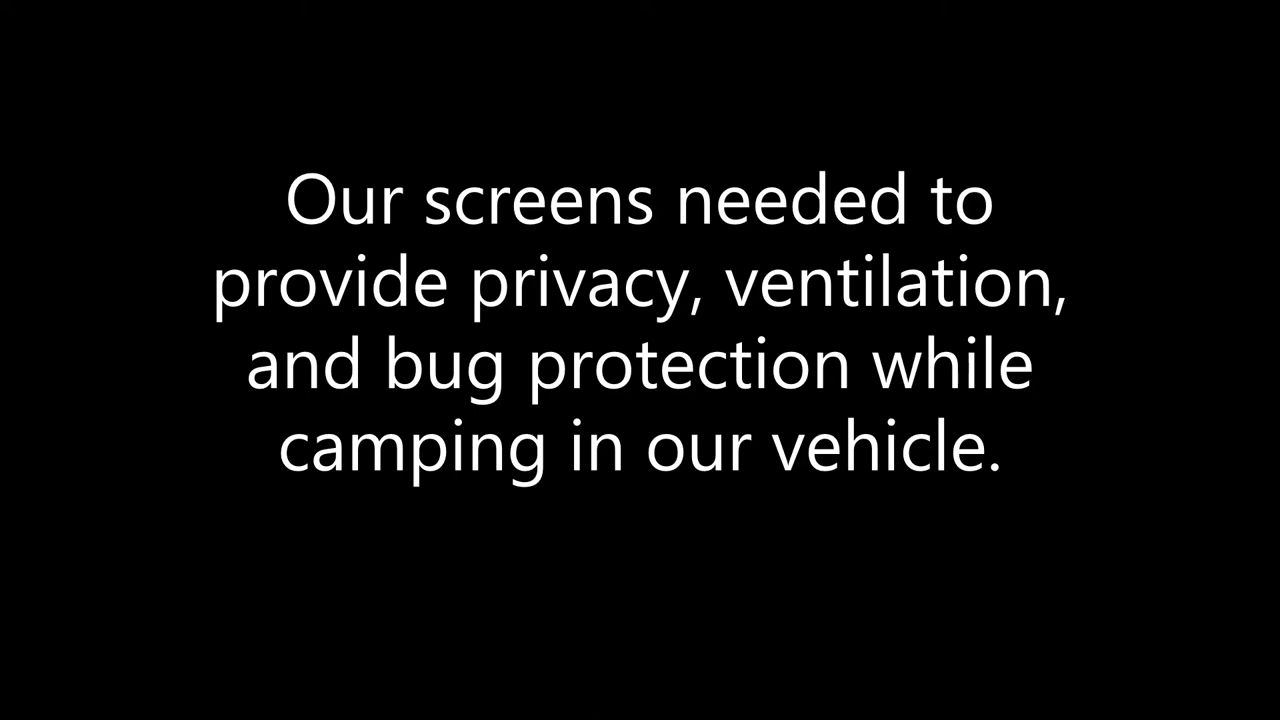 Our screens needed to
provide privacy, ventilation,
and bug protection while
camping in our vehicle.